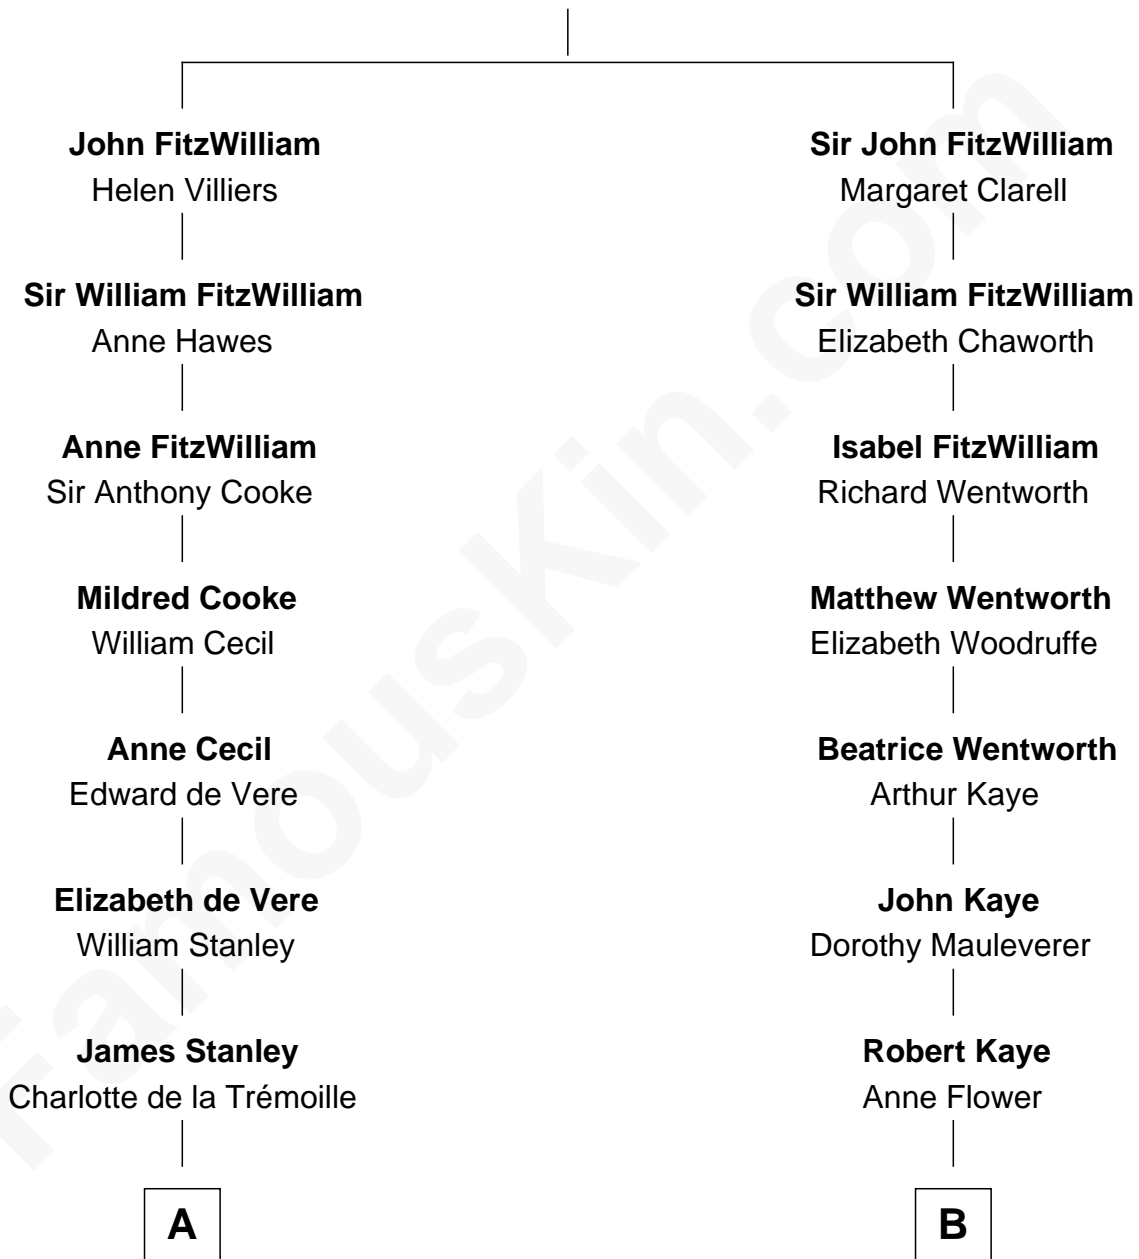 John FitzWilliam
Helen Villiers
Sir William FitzWilliam
Anne Hawes
Anne FitzWilliam
Sir Anthony Cooke
Mildred Cooke
William Cecil
Anne Cecil
Edward de Vere
Elizabeth de Vere
William Stanley
James Stanley
Charlotte de la Trémoille
A
Sir John FitzWilliam
Margaret Clarell
Sir William FitzWilliam
Elizabeth Chaworth
Isabel FitzWilliam
Richard Wentworth
Matthew Wentworth
Elizabeth Woodruffe
Beatrice Wentworth
Arthur Kaye
John Kaye
Dorothy Mauleverer
Robert Kaye
Anne Flower
B
FamousKin.com